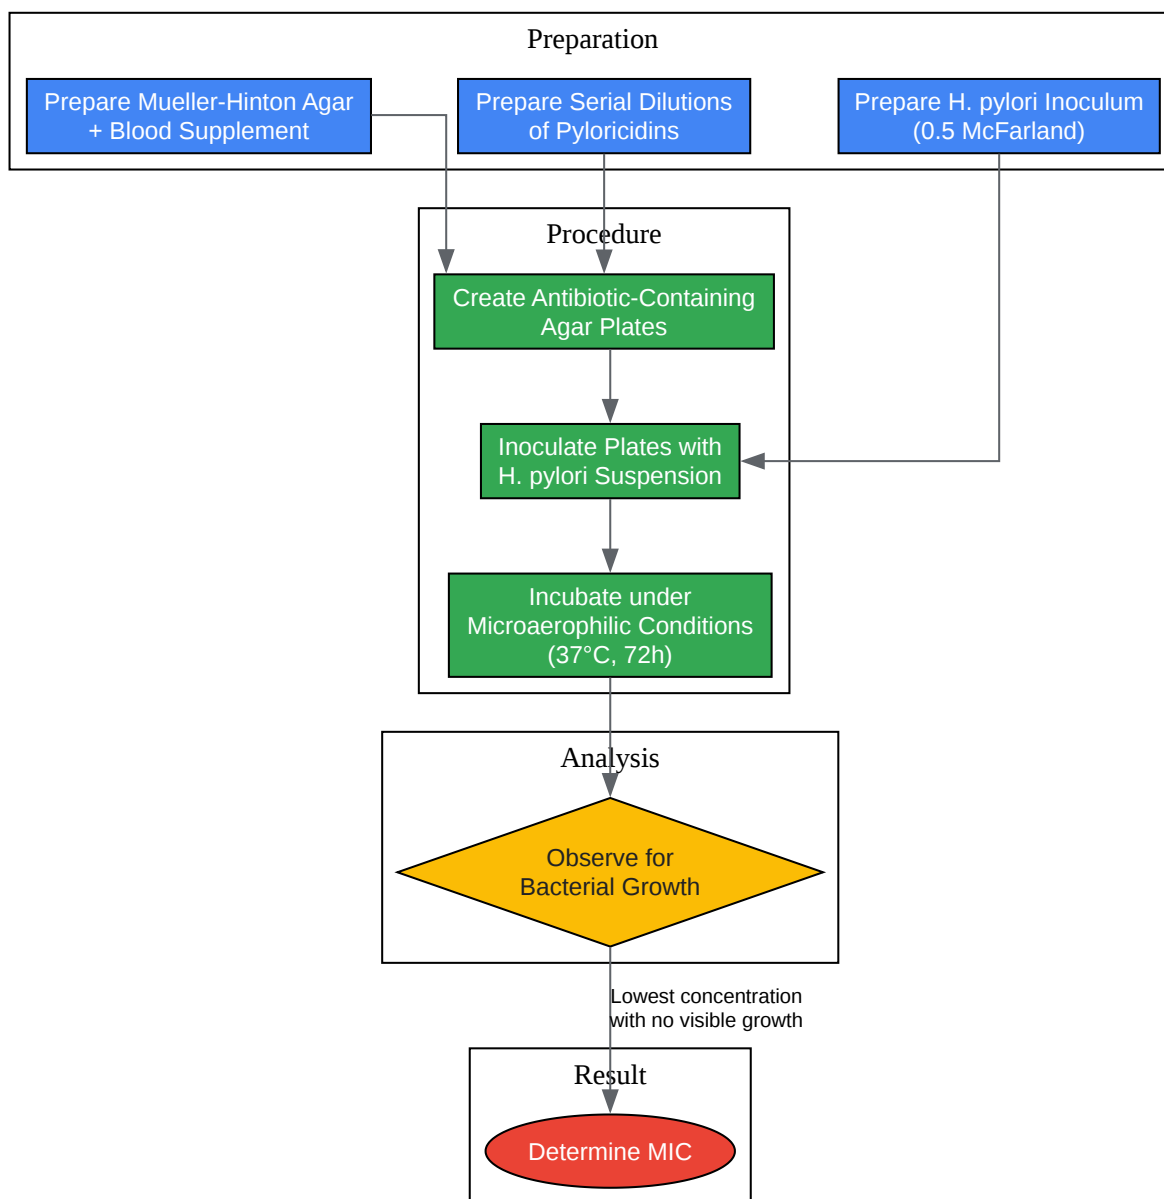 Preparation
Prepare Mueller-Hinton Agar
+ Blood Supplement
Prepare Serial Dilutions
of Pyloricidins
Prepare H. pylori Inoculum
(0.5 McFarland)
Procedure
Create Antibiotic-Containing
Agar Plates
Inoculate Plates with
H. pylori Suspension
Incubate under
Microaerophilic Conditions
(37°C, 72h)
Analysis
Observe for
Bacterial Growth
Lowest concentration
with no visible growth
Result
Determine MIC